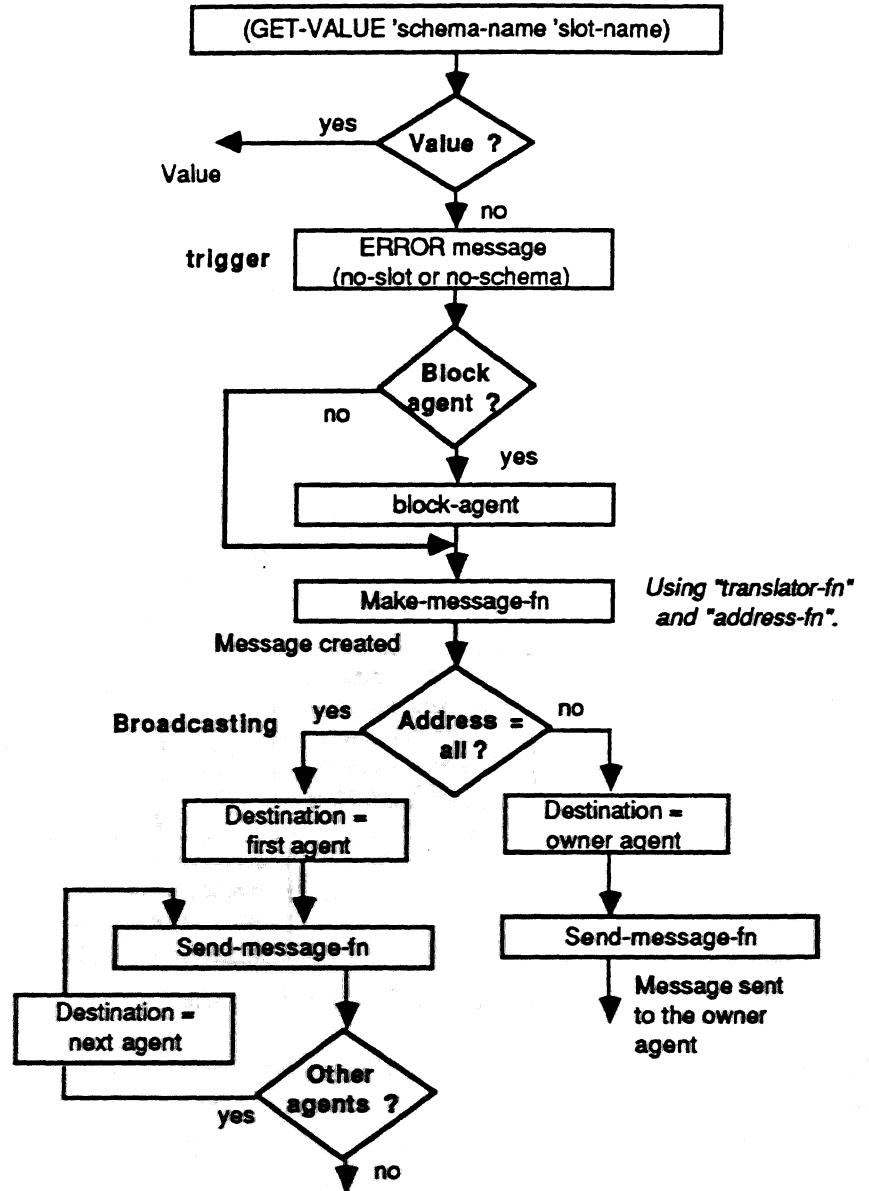 (GET-VALUE 'schema-name 'slot-name)
yes
Value ?
Value
no
trigger
ERROR message
(no-slot or no-schema)
Block
agent ?
no
yes
block-agent
Make-message-fn
Using "translator-fn"
and "address-fn".
Message created
Broadcasting
yes
Address =
all ?
no
Destination =
first agent
Destination =
owner agent
Send-message-fn
Send-message-fn
Message sent
to the owner
agent
Destination =
next agent
Other
agents ?
yes
no